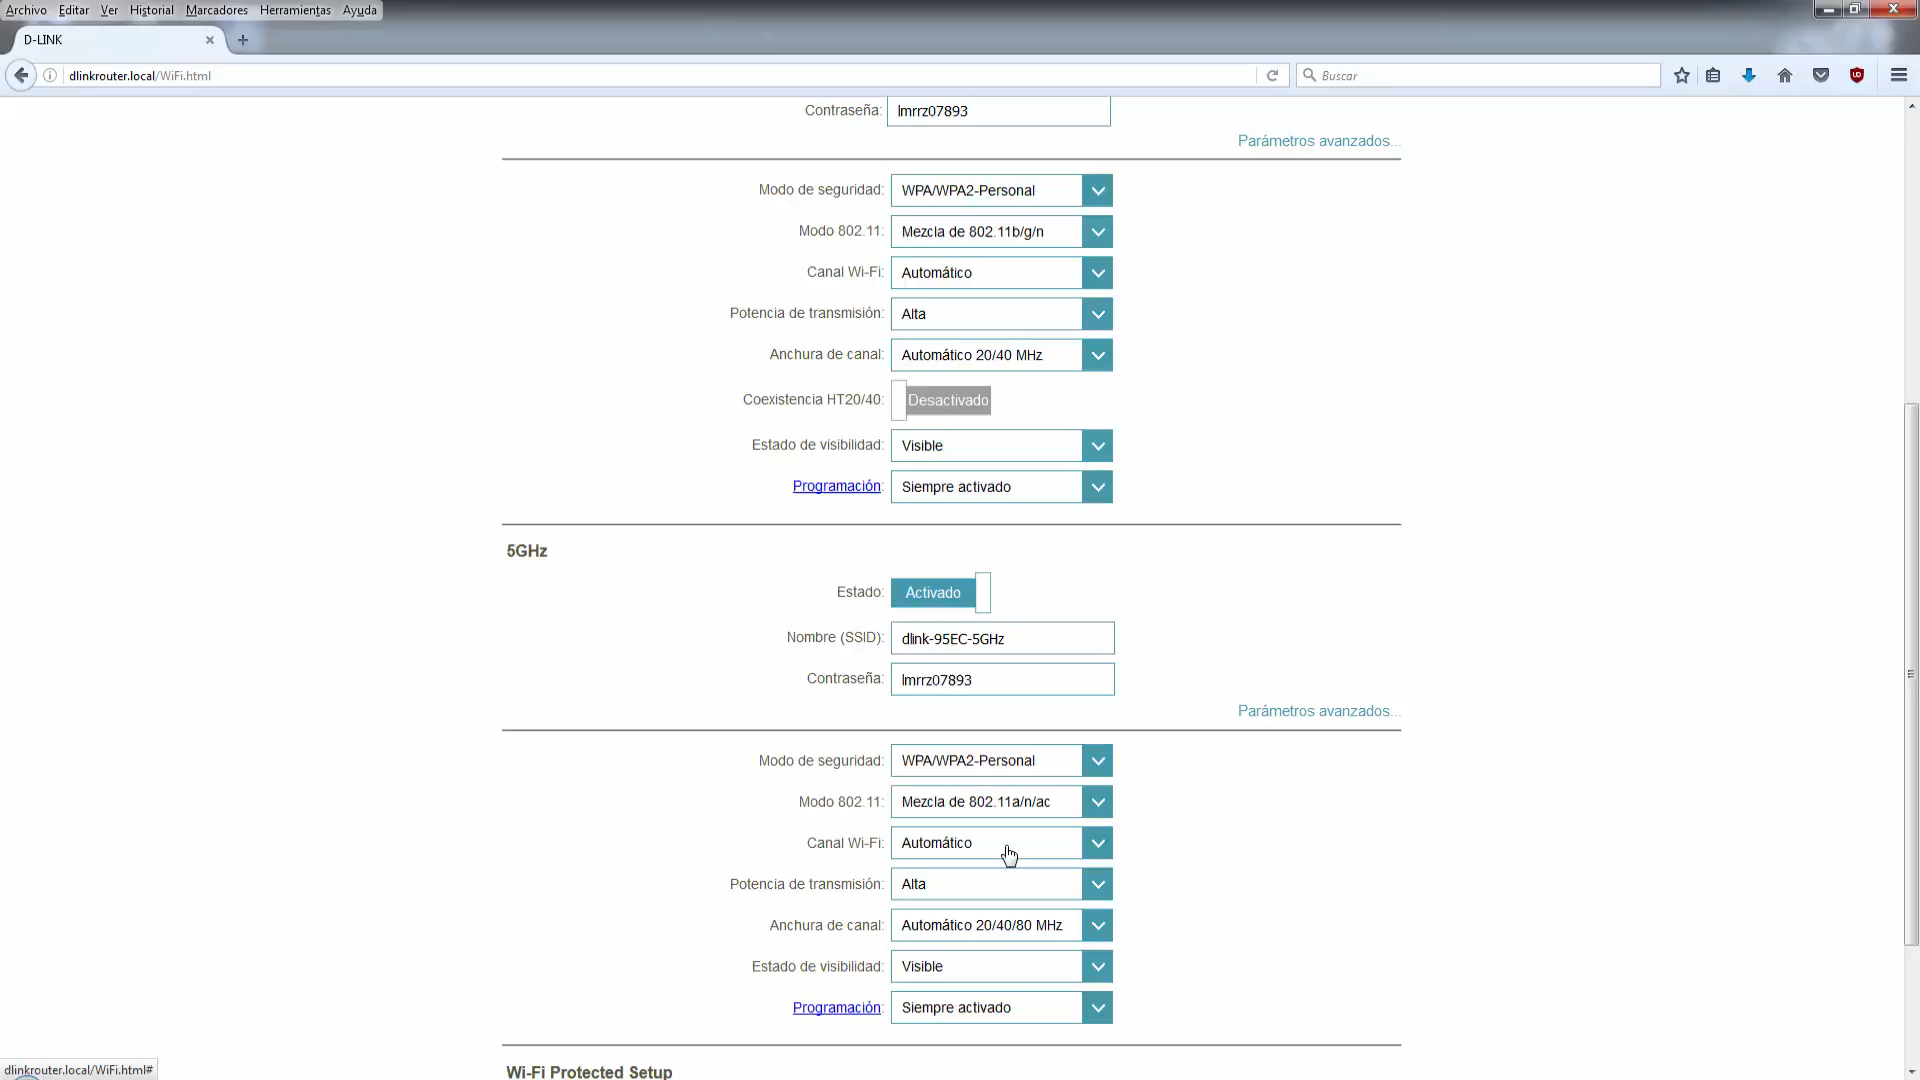 Archivo Editar Ver Historial Marcadores Herramientas Ayuda
D-LINK
dlinkrouter.local/WiFi.html
Buscar
Contraseña: lmrrz07893
Parámetros avanzados...
Modo de seguridad: WPA/WPA2-Personal
Modo 802.11: Mezcla de 802.11b/g/n
Canal Wi-Fi: Automático
Potencia de transmisión: Alta
Anchura de canal: Automático 20/40 MHz
Coexistencia HT20/40: Desactivado
Estado de visibilidad: Visible
Programación: Siempre activado
5GHz
Estado: Activado
Nombre (SSID): dlink-95EC-5GHz
Contraseña: lmrrz07893
Parámetros avanzados...
Modo de seguridad: WPA/WPA2-Personal
Modo 802.11: Mezcla de 802.11a/n/ac
Canal Wi-Fi: Automático
Potencia de transmisión: Alta
Anchura de canal: Automático 20/40/80 MHz
Estado de visibilidad: Visible
Programación: Siempre activado
Wi-Fi Protected Setup
dlinkrouter.local/WiFi.html#